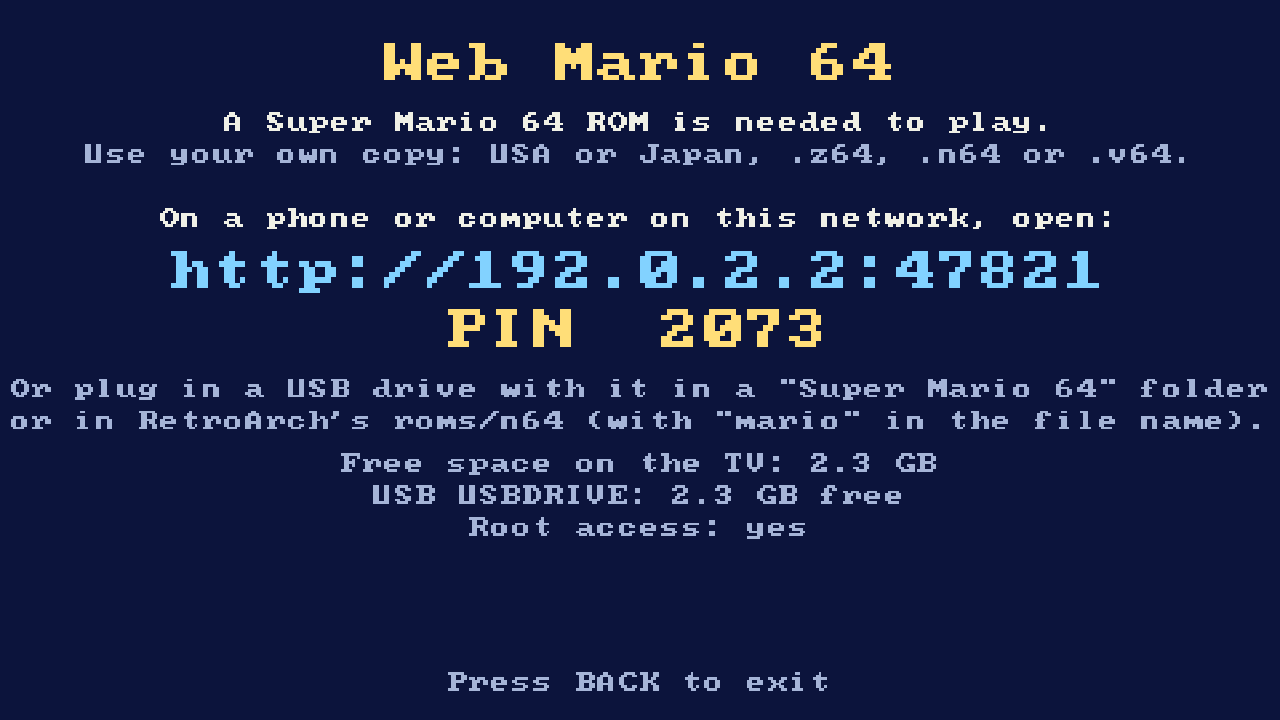 Web Mario 64
A Super Mario 64 ROM is needed to play.
Use your own copy: USA or Japan, .z64, .n64 or .v64.
On a phone or computer on this network, open:
http://192.0.2.2:47821
PIN 2073
Or plug in a USB drive with it in a "Super Mario 64" folder
or in RetroArch's roms/n64 (with "mario" in the file name).
Free space on the TV: 2.3 GB
USB USBDRIVE: 2.3 GB free
Root access: yes
Press BACK to exit